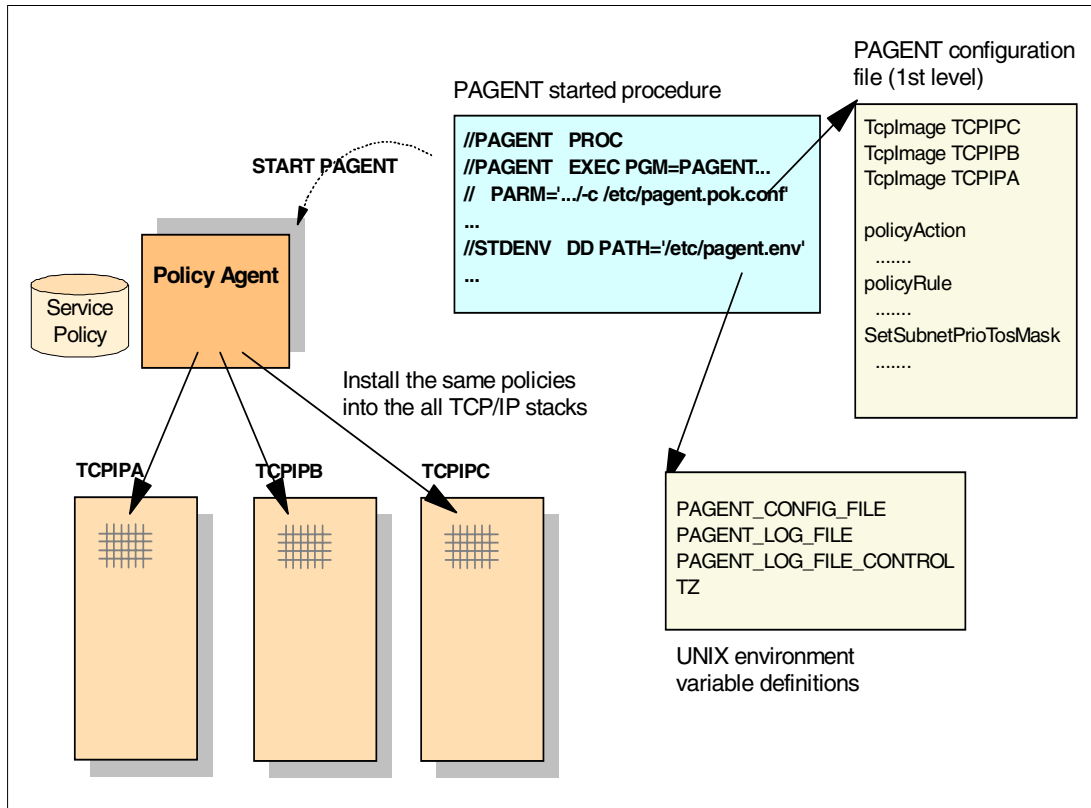 PAGENT configuration
file (1st level)
PAGENT started procedure
//PAGENT PROC
//PAGENT EXEC PGM=PAGENT...
// PARM='.../-c /etc/pagent.pok.conf'
...
//STDENV DD PATH='/etc/pagent.env'
...
TcpImage TCPIPC
TcpImage TCPIPB
TcpImage TCPIPA
policyAction
.......
policyRule
.......
SetSubnetPrioTosMask
.......
START PAGENT
Policy Agent
Service
Policy
Install the same policies
into the all TCP/IP stacks
TCPIPA
TCPIPB
TCPIPC
PAGENT_CONFIG_FILE
PAGENT_LOG_FILE
PAGENT_LOG_FILE_CONTROL
TZ
UNIX environment
variable definitions